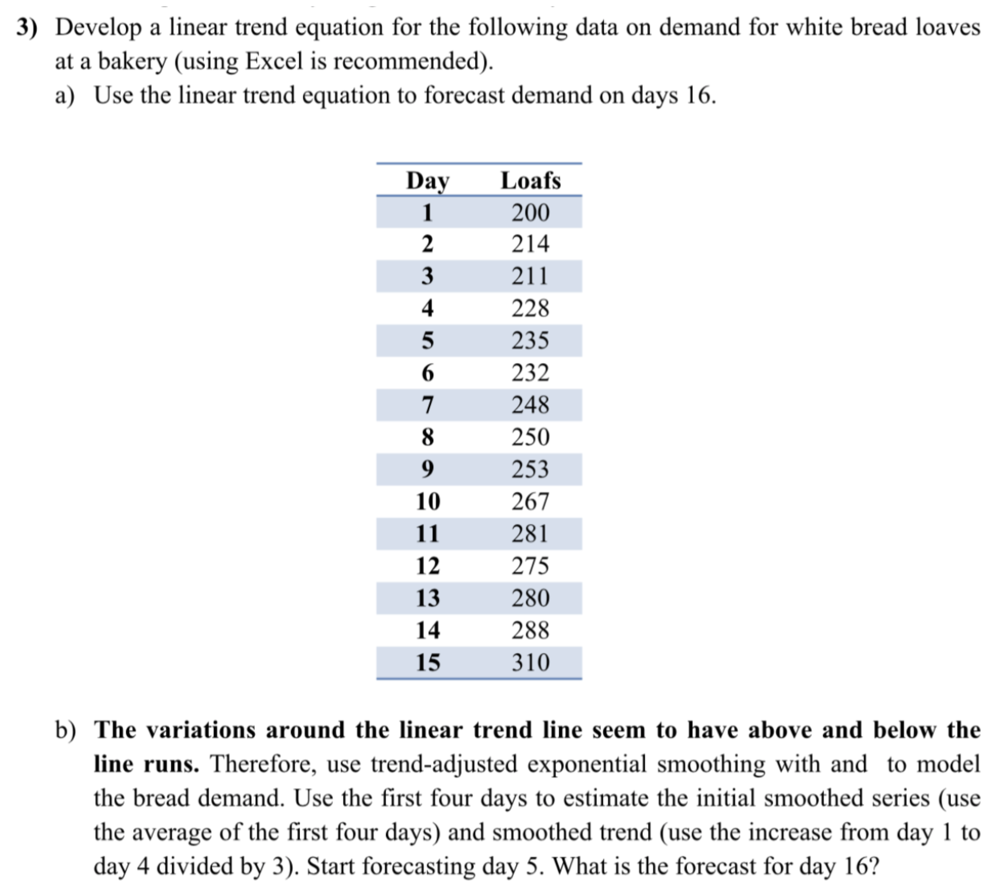 3) Develop a linear trend equation for the following data on demand for white bread loaves
at a bakery (using Excel is recommended).
a) Use the linear trend equation to forecast demand on days 16.
Day Loafs
1 200
2 214
3 211
4 228
5 235
6 232
7 248
8 250
9 253
10 267
11 281
12 275
13 280
14 288
15 310
b) The variations around the linear trend line seem to have above and below the
line runs. Therefore, use trend-adjusted exponential smoothing with and to model
the bread demand. Use the first four days to estimate the initial smoothed series (use
the average of the first four days) and smoothed trend (use the increase from day 1 to
day 4 divided by 3). Start forecasting day 5. What is the forecast for day 16?